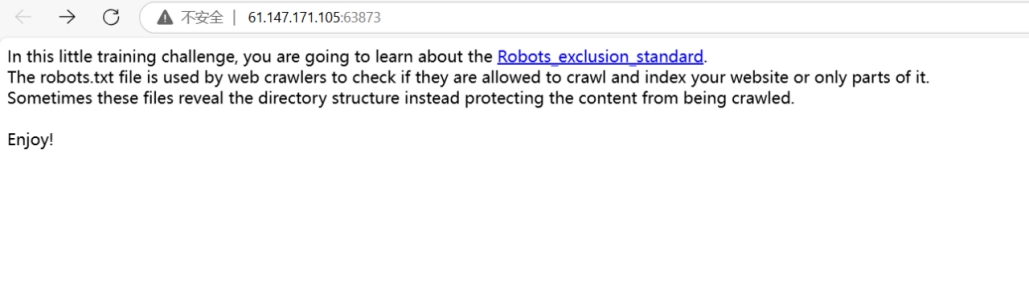 不安全 | 61.147.171.105:63873
In this little training challenge, you are going to learn about the Robots_exclusion_standard.
The robots.txt file is used by web crawlers to check if they are allowed to crawl and index your website or only parts of it.
Sometimes these files reveal the directory structure instead protecting the content from being crawled.
Enjoy!